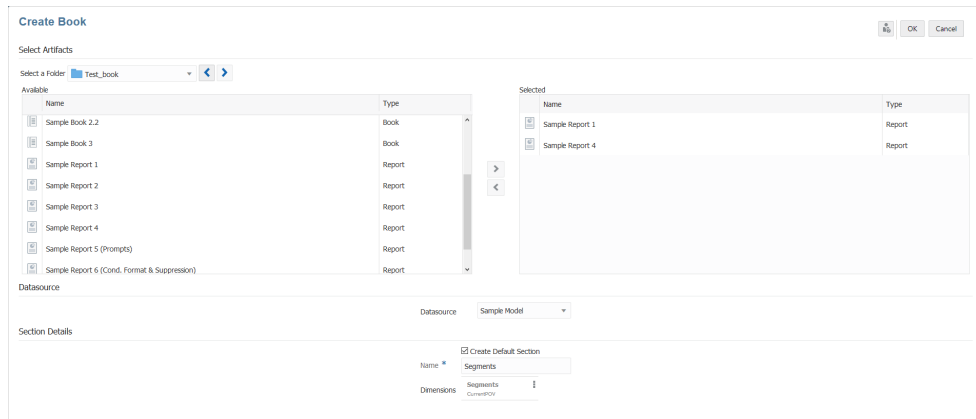 Create Book
OK Cancel
Select Artifacts
Select a Folder Test_book
Available
Name Type
Sample Book 2.2 Book
Sample Book 3 Book
Sample Report 1 Report
Sample Report 2 Report
Sample Report 3 Report
Sample Report 4 Report
Sample Report 5 (Prompts) Report
Sample Report 6 (Cond. Format & Suppression) Report
Selected
Name Type
Sample Report 1 Report
Sample Report 4 Report
Datasource
Datasource Sample Model
Section Details
Create Default Section
Name * Segments
Dimensions Segments
CurrentPOV